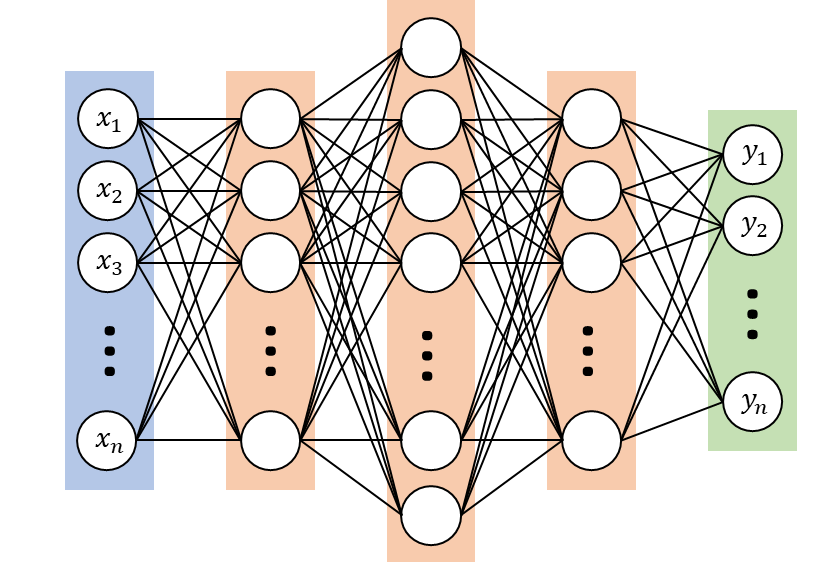 x₁
x₂
x₃
xₙ
y₁
y₂
yₙ